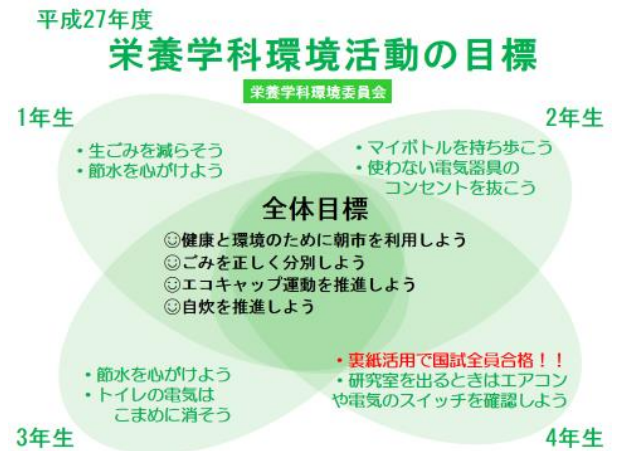 平成27年度
栄養学科環境活動の目標
栄養学科環境委員会
1年生
・生ごみを減らそう
・節水を心がけよう
2年生
・マイボトルを持ち歩こう
・使わない電気器具の
コンセントを抜こう
全体目標
☺健康と環境のために朝市を利用しよう
☺ごみを正しく分別しよう
☺エコキャップ運動を推進しよう
☺自炊を推進しよう
・節水を心がけよう
・トイレの電気は
こまめに消そう
3年生
・裏紙活用で国試全員合格！！
・研究室を出るときはエアコン
や電気のスイッチを確認しよう
4年生